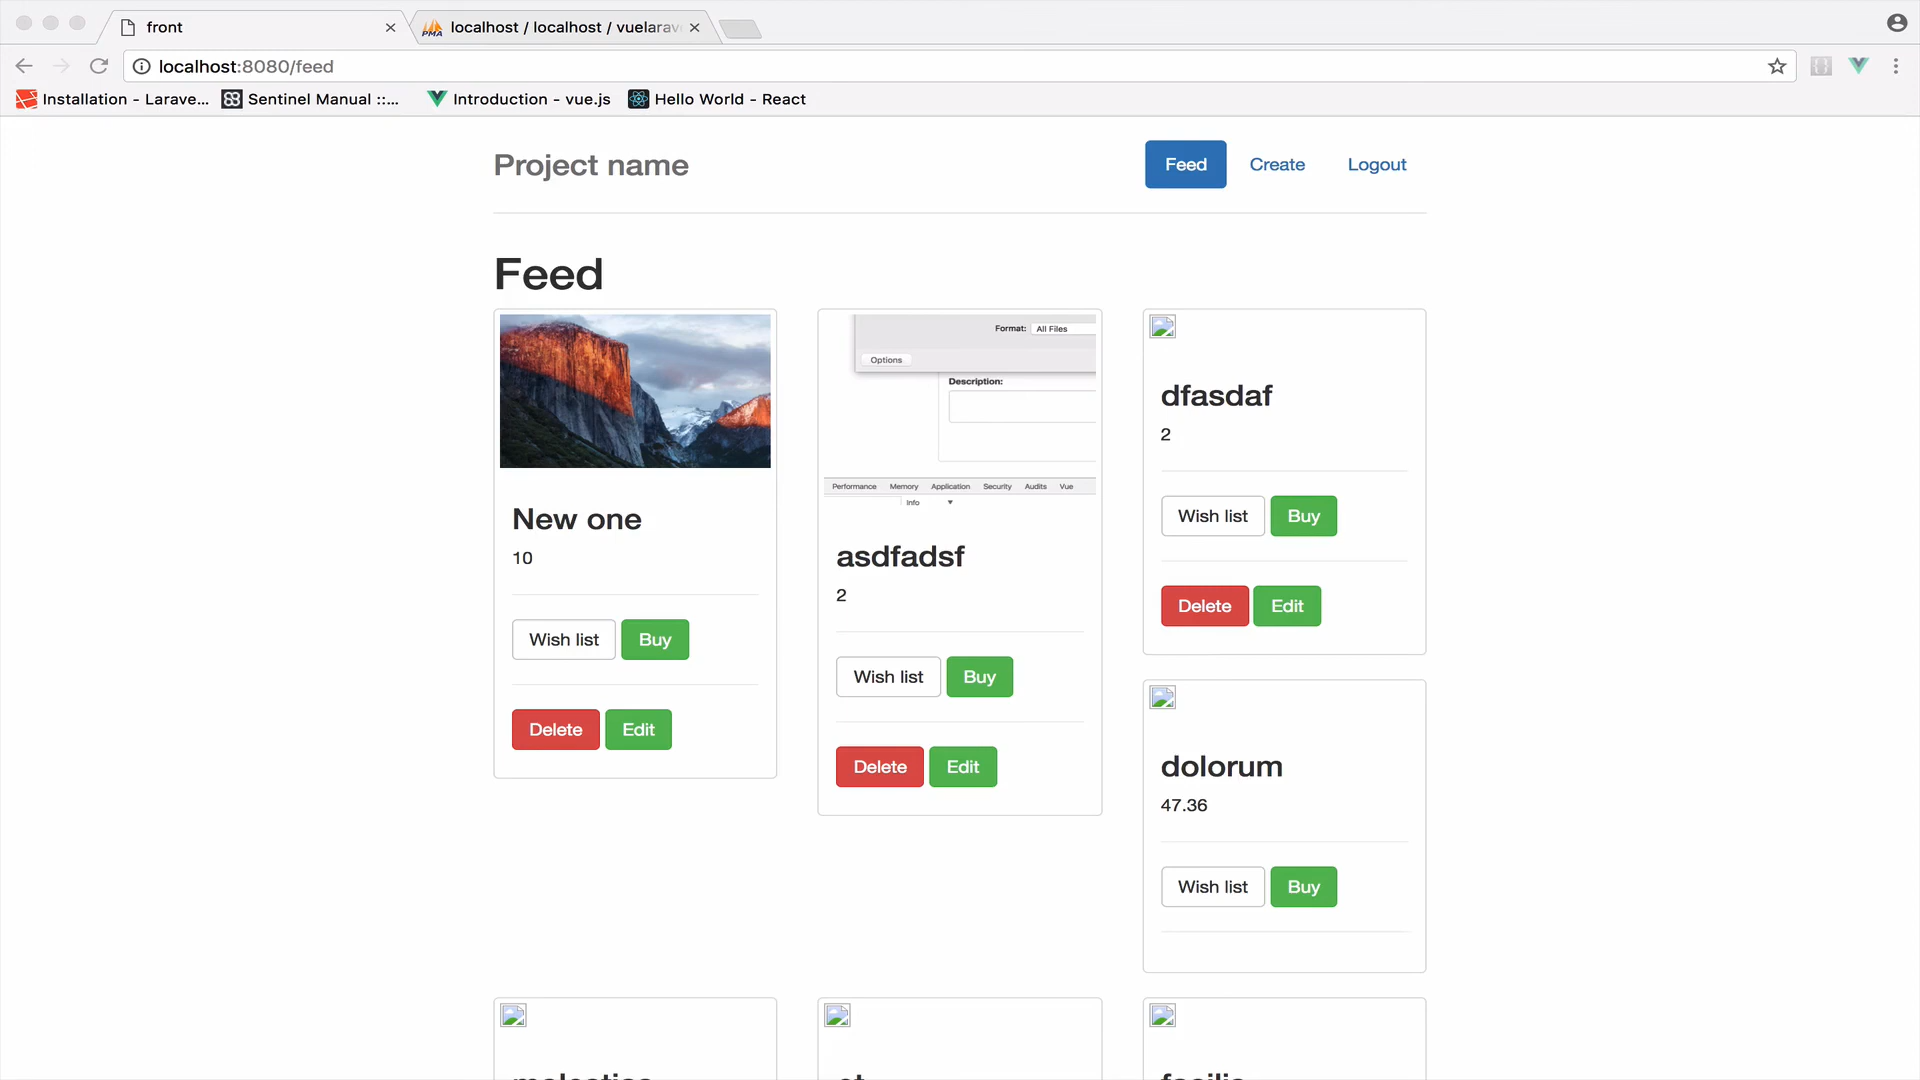 front
localhost / localhost / vuelarav
localhost:8080/feed
Installation - Larave...
Sentinel Manual ::...
Introduction - vue.js
Hello World - React
Project name
Feed
Create
Logout
Feed
New one
10
Wish list
Buy
Delete
Edit
Format:
All Files
Options
Description:
Performance
Memory
Application
Security
Audits
Vue
Info
asdfadsf
2
Wish list
Buy
Delete
Edit
dfasdaf
2
Wish list
Buy
Delete
Edit
dolorum
47.36
Wish list
Buy